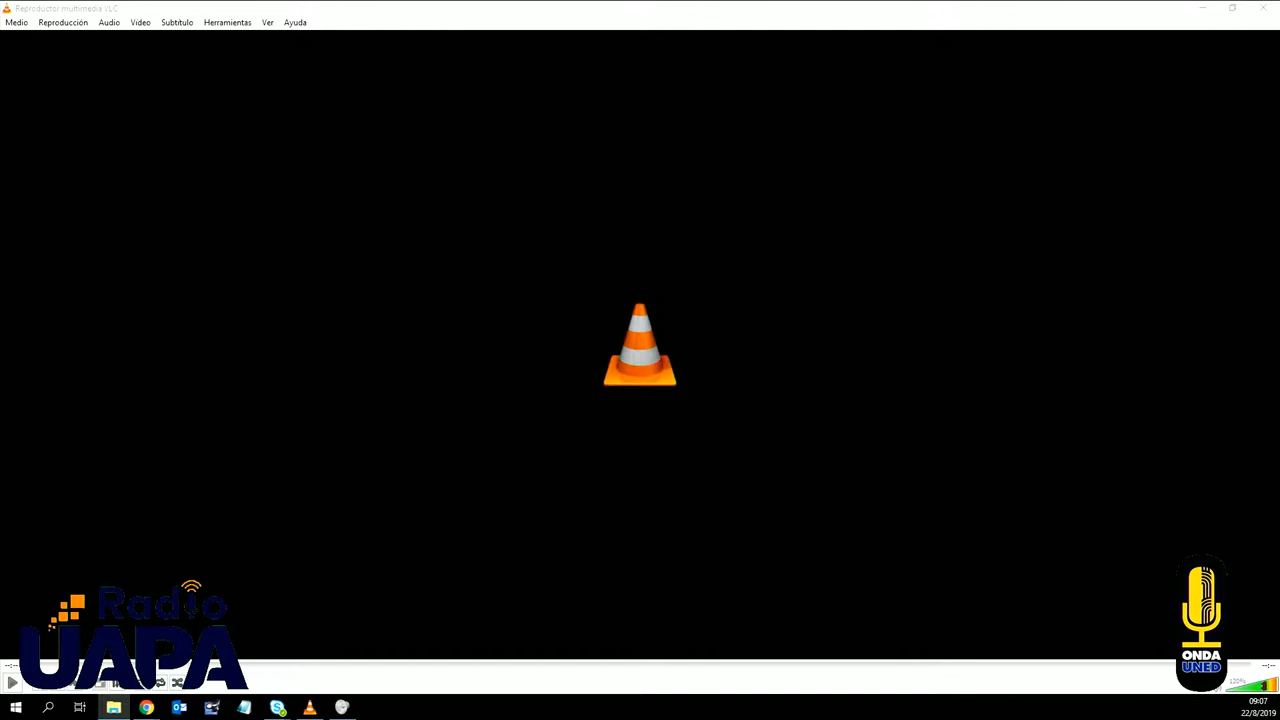 Reproductor multimedia VLC
Medio Reproducción Audio Vídeo Subtítulo Herramientas Ver Ayuda
Radio
UAPA
ONDA
UNED
--:-- --:--
120%
09:07
22/8/2019